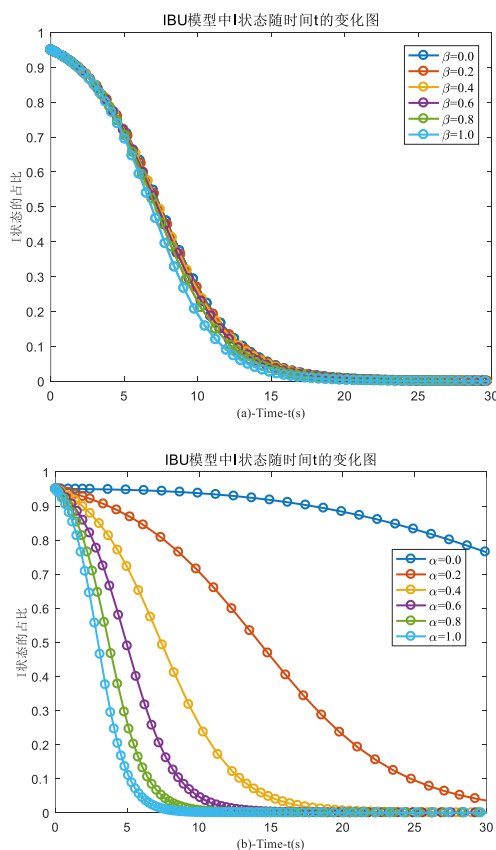 IBU模型中I状态随时间t的变化图
1
0.9
0.8
0.7
0.6
0.5
0.4
0.3
0.2
0.1
0
I状态的占比
β=0.0
β=0.2
β=0.4
β=0.6
β=0.8
β=1.0
0 5 10 15 20 25 30
(a)-Time-t(s)
IBU模型中I状态随时间t的变化图
1
0.9
0.8
0.7
0.6
0.5
0.4
0.3
0.2
0.1
0
I状态的占比
α=0.0
α=0.2
α=0.4
α=0.6
α=0.8
α=1.0
0 5 10 15 20 25 30
(b)-Time-t(s)